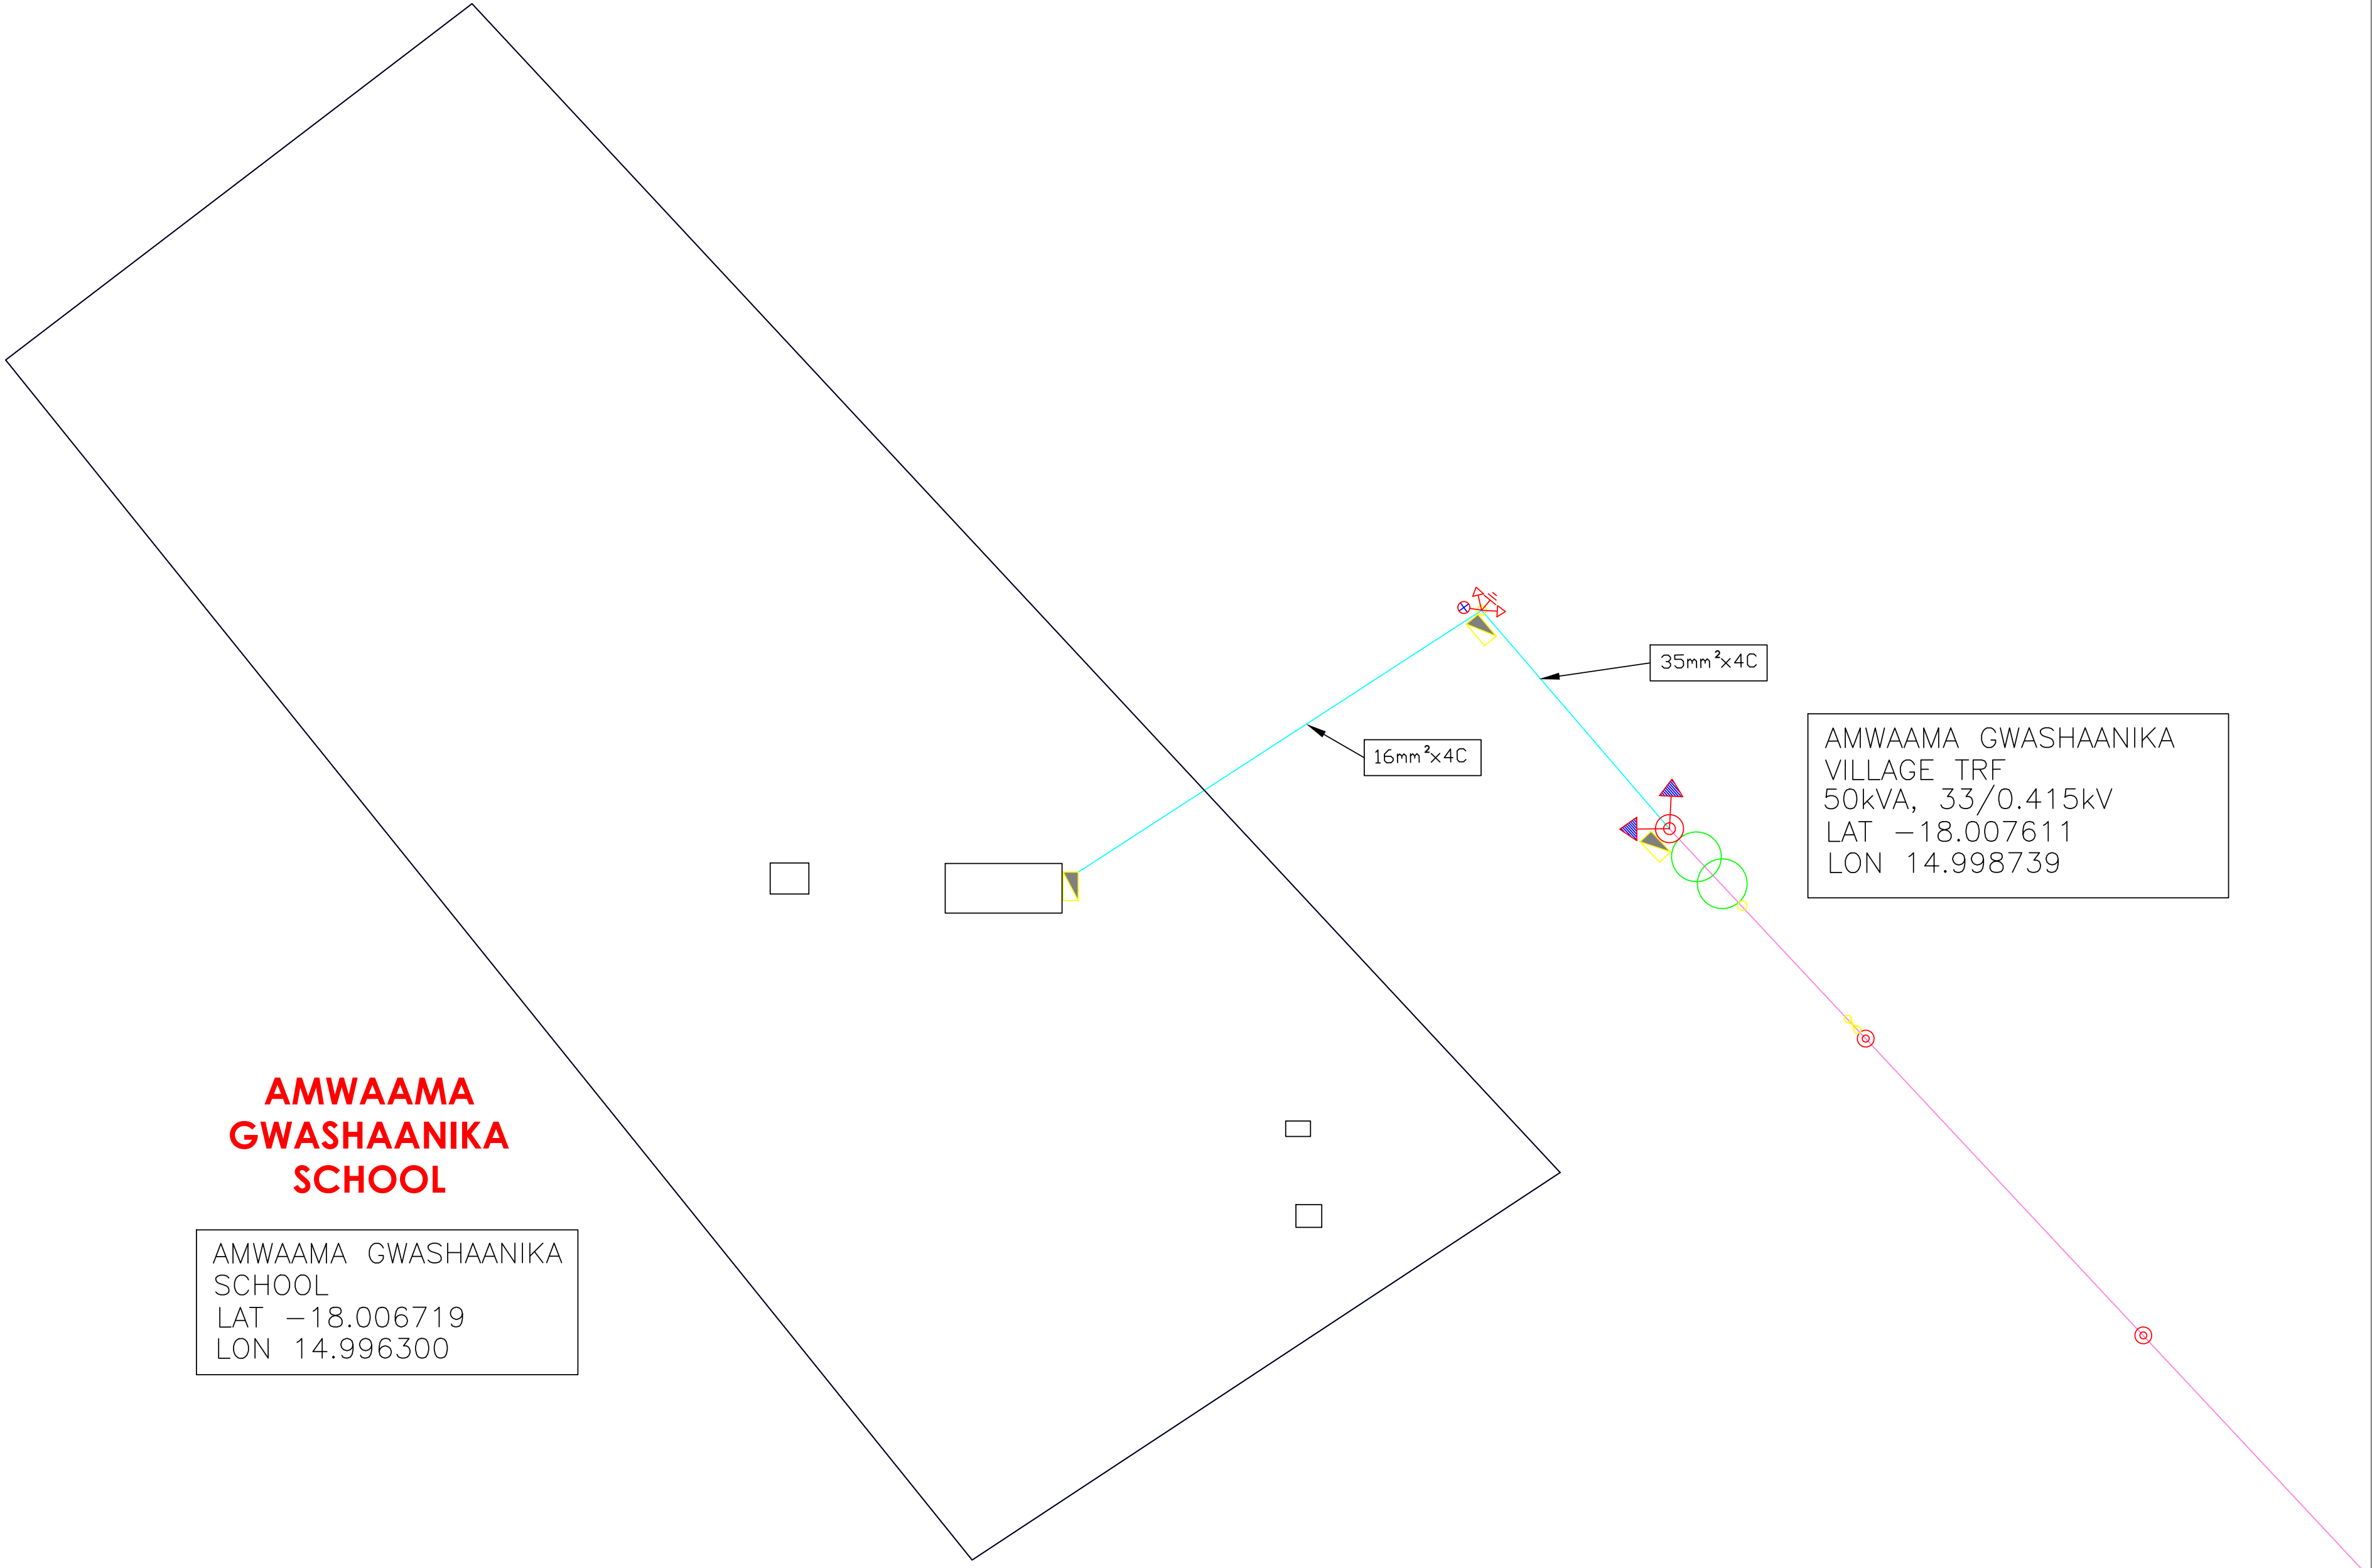 35mm²x4C
16mm²x4C
AMWAAMA GWASHAANIKA
VILLAGE TRF
50kVA, 33/0.415kV
LAT -18.007611
LON 14.998739
AMWAAMA
GWASHAANIKA
SCHOOL
AMWAAMA GWASHAANIKA
SCHOOL
LAT -18.006719
LON 14.996300